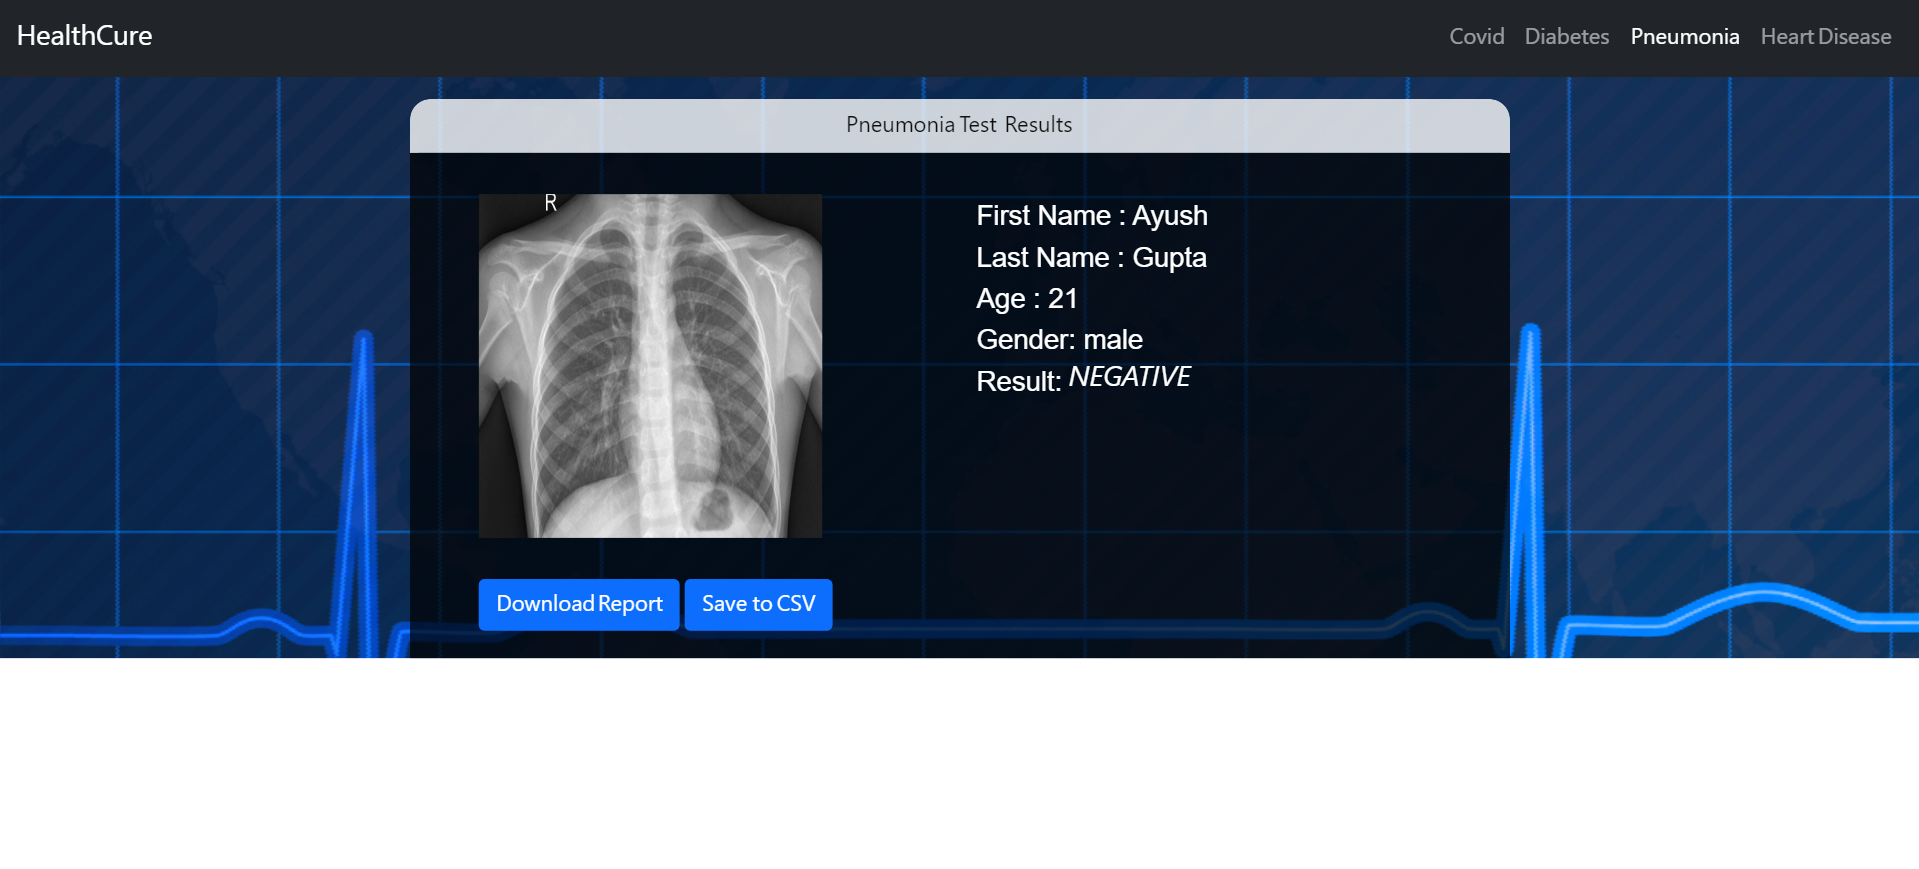 HealthCure
Covid Diabetes Pneumonia Heart Disease
Pneumonia Test Results
R
First Name : Ayush
Last Name : Gupta
Age : 21
Gender: male
Result: NEGATIVE
Download Report Save to CSV